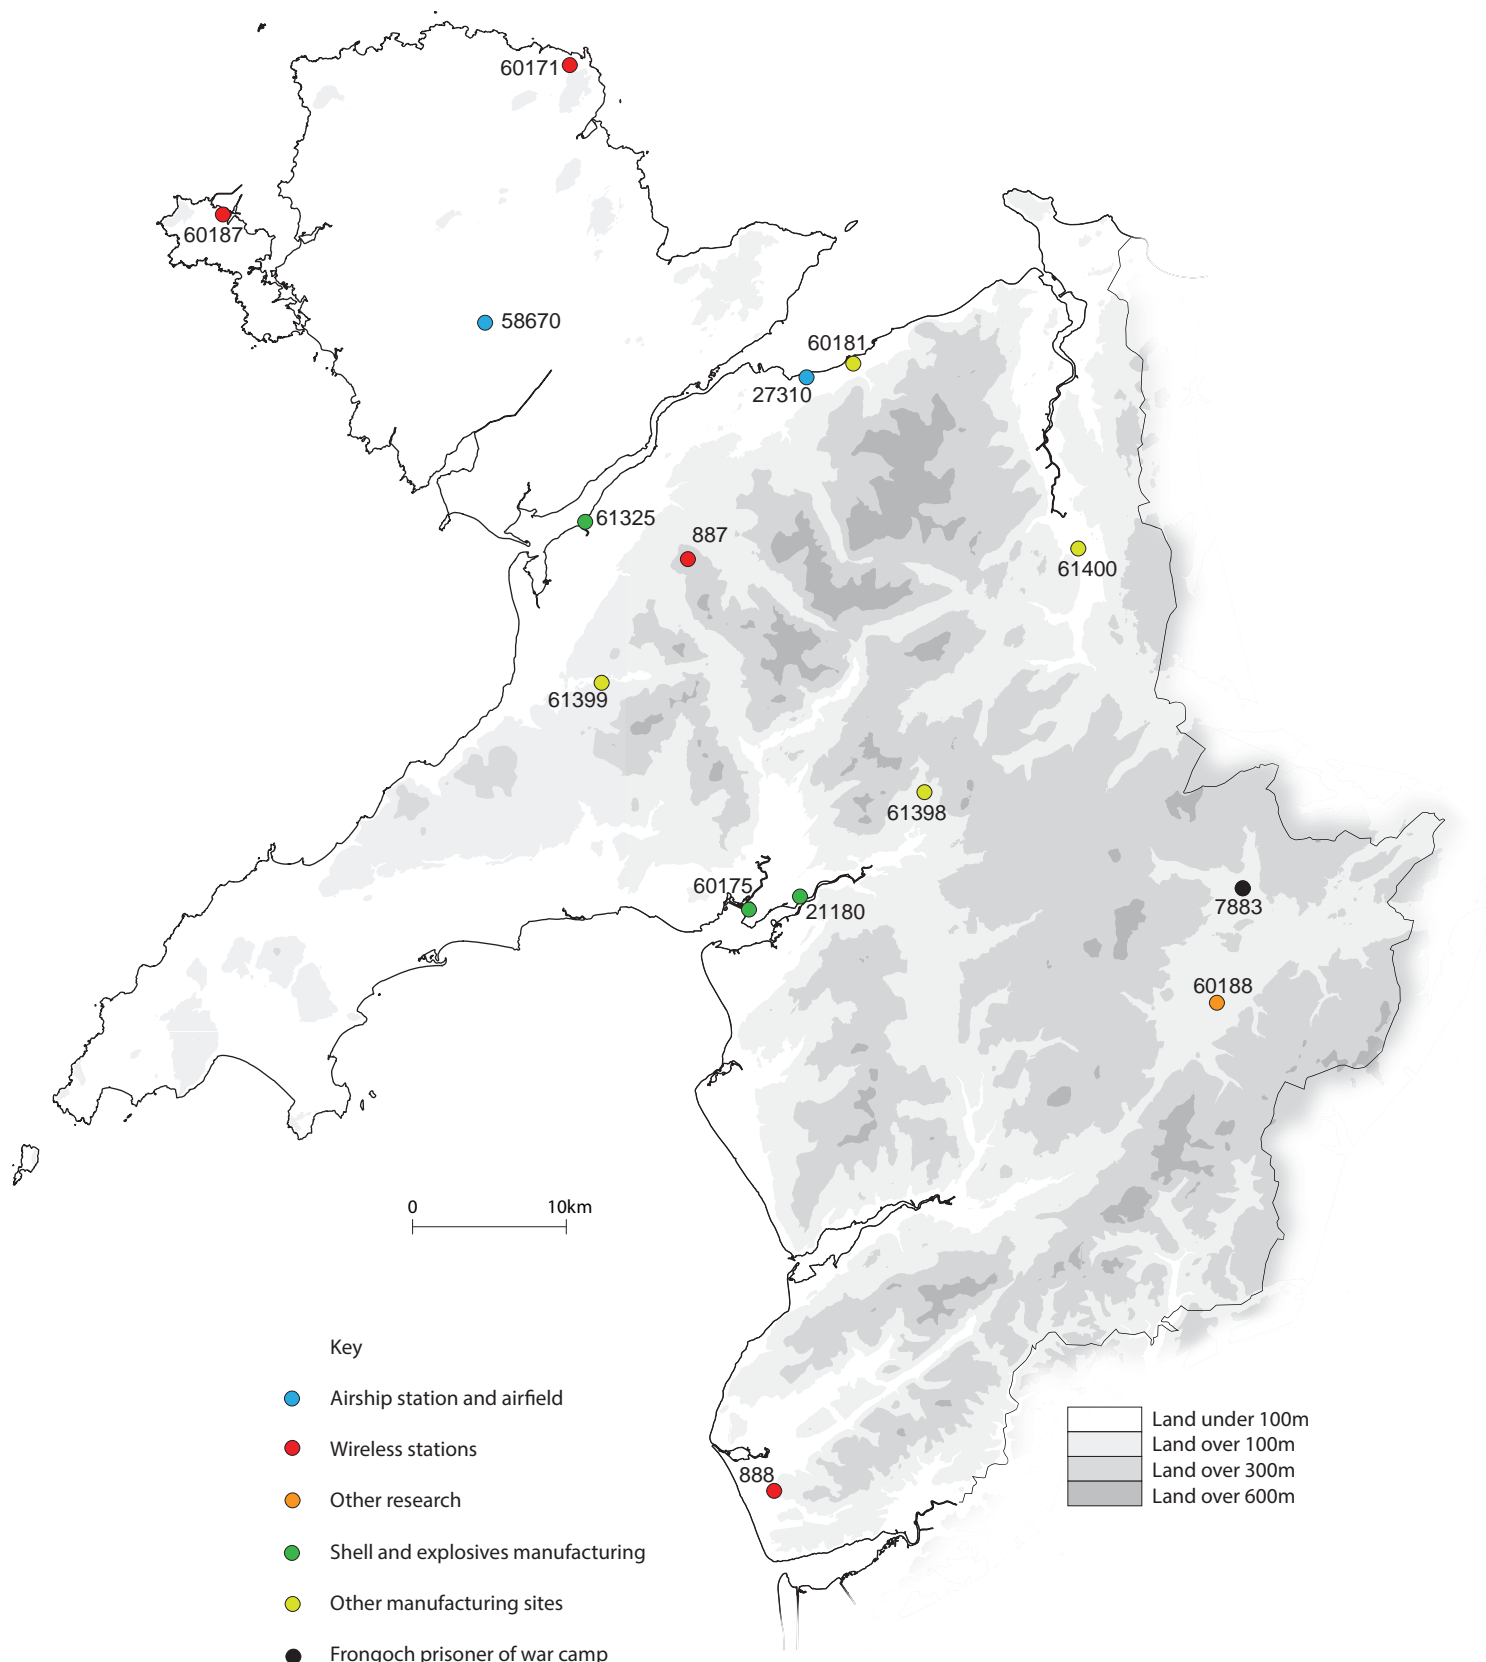 60171
60187
58670
60181
27310
61325
887
61400
61399
61398
60175
21180
7883
60188
0 10km
Key
Airship station and airfield
Wireless stations
Other research
Shell and explosives manufacturing
Other manufacturing sites
Frongoch prisoner of war camp
888
Land under 100m
Land over 100m
Land over 300m
Land over 600m